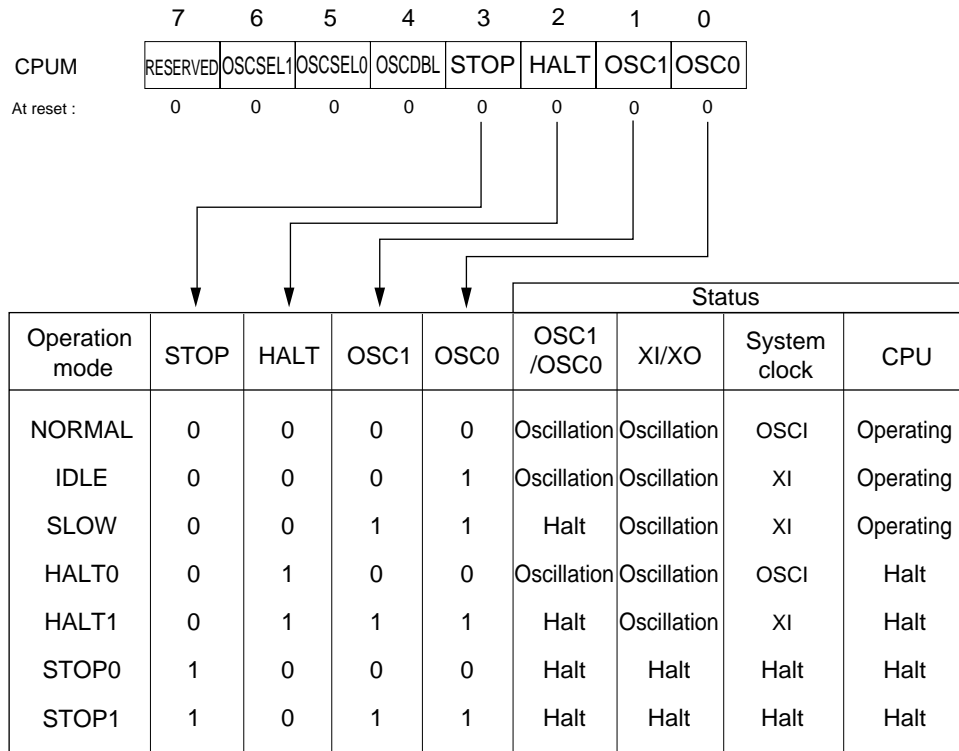 7 6 5 4 3 2 1 0
CPUM RESERVED OSCSEL1 OSCSEL0 OSCDBL STOP HALT OSC1 OSC0
At reset : 0 0 0 0 0 0 0 0
Status
Operation mode STOP HALT OSC1 OSC0 OSC1 /OSC0 XI/XO System clock CPU
NORMAL 0 0 0 0 Oscillation Oscillation OSCI Operating
IDLE 0 0 0 1 Oscillation Oscillation XI Operating
SLOW 0 0 1 1 Halt Oscillation XI Operating
HALT0 0 1 0 0 Oscillation Oscillation OSCI Halt
HALT1 0 1 1 1 Halt Oscillation XI Halt
STOP0 1 0 0 0 Halt Halt Halt Halt
STOP1 1 0 1 1 Halt Halt Halt Halt